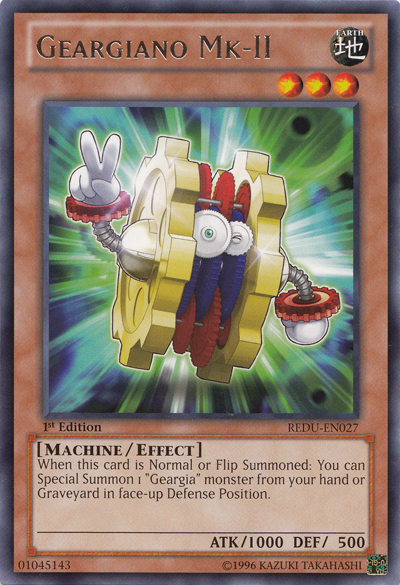 GEARGIANO MK-II
EARTH
地
1st Edition
REDU-EN027
[MACHINE/EFFECT]
When this card is Normal or Flip Summoned: You can
Special Summon 1 "Geargia" monster from your hand or
Graveyard in face-up Defense Position.
ATK/1000 DEF/ 500
01045143
©1996 KAZUKI TAKAHASHI